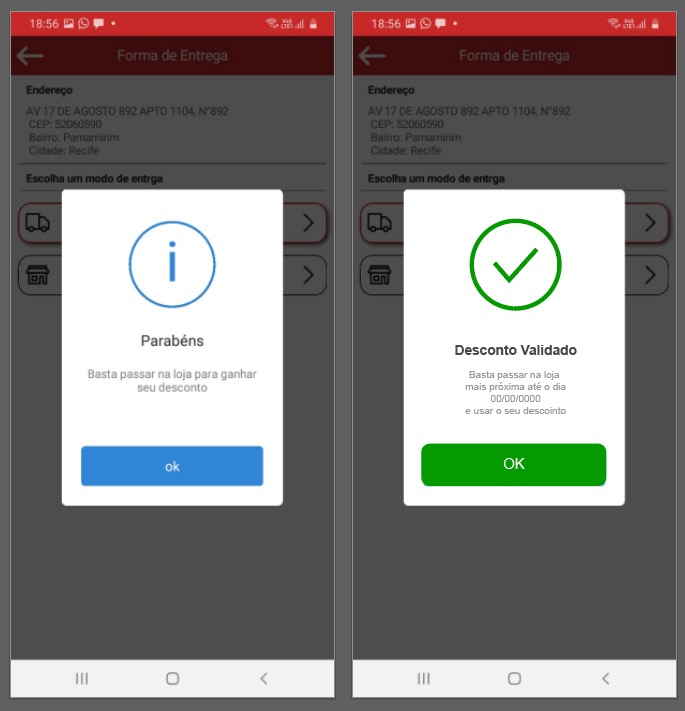 18:56
Forma de Entrega
Endereço
AV 17 DE AGOSTO 892 APTO 1104, N°892
CEP: 52060590
Bairro: Parnamirim
Cidade: Recife
Escolha um modo de entrga
i
Parabéns
Basta passar na loja para ganhar
seu desconto
ok
18:56
Forma de Entrega
Endereço
AV 17 DE AGOSTO 892 APTO 1104, N°892
CEP: 52060590
Bairro: Parnamirim
Cidade: Recife
Escolha um modo de entrga
Desconto Validado
Basta passar na loja
mais próxima até o dia
00/00/0000
e usar o seu descointo
OK